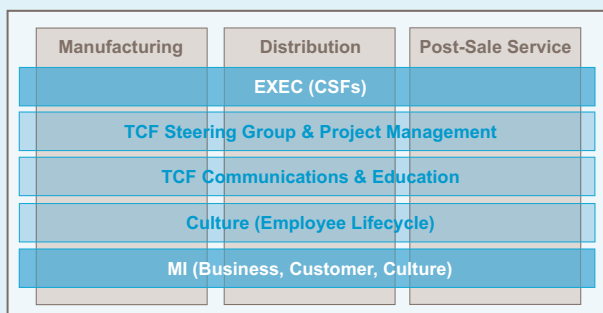 Manufacturing Distribution Post-Sale Service
EXEC (CSFs)
TCF Steering Group & Project Management
TCF Communications & Education
Culture (Employee Lifecycle)
MI (Business, Customer, Culture)